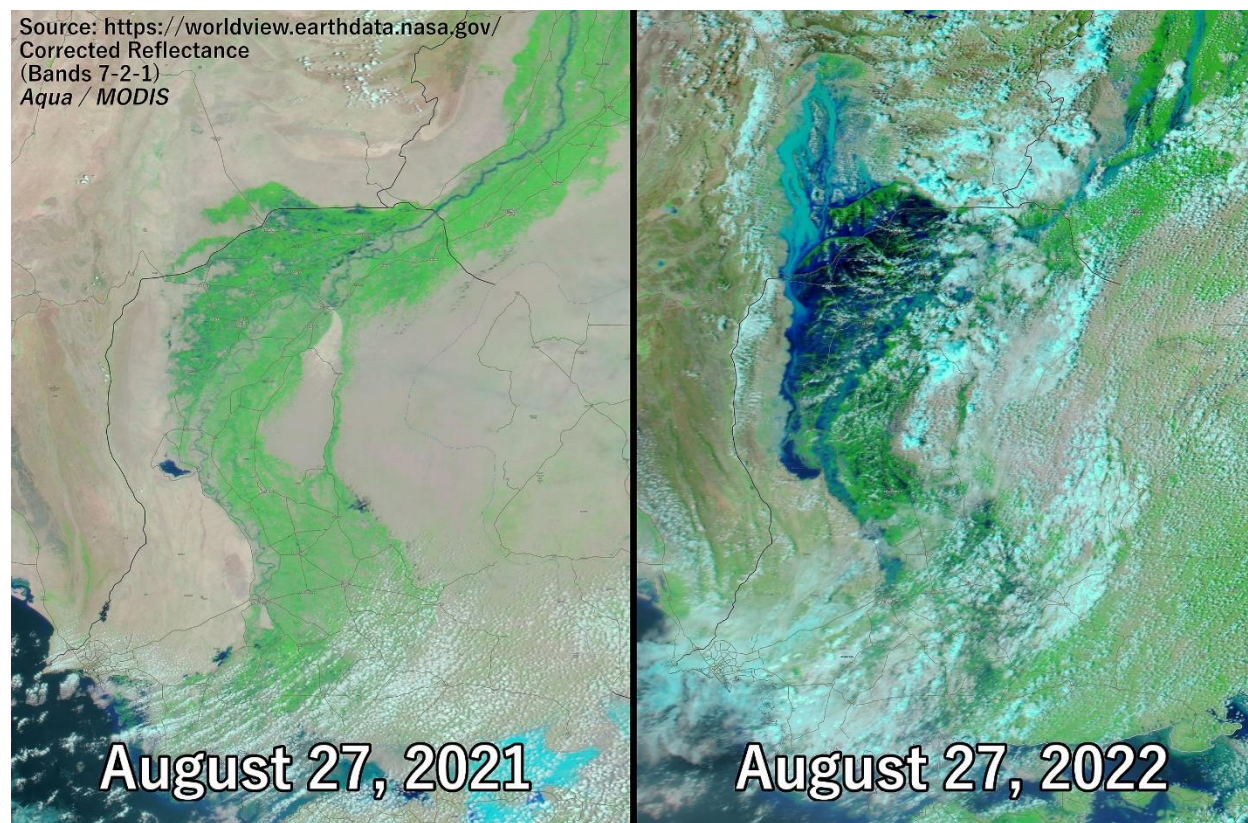 Source: https://worldview.earthdata.nasa.gov/
Corrected Reflectance
(Bands 7-2-1)
Aqua / MODIS
August 27, 2021
August 27, 2022